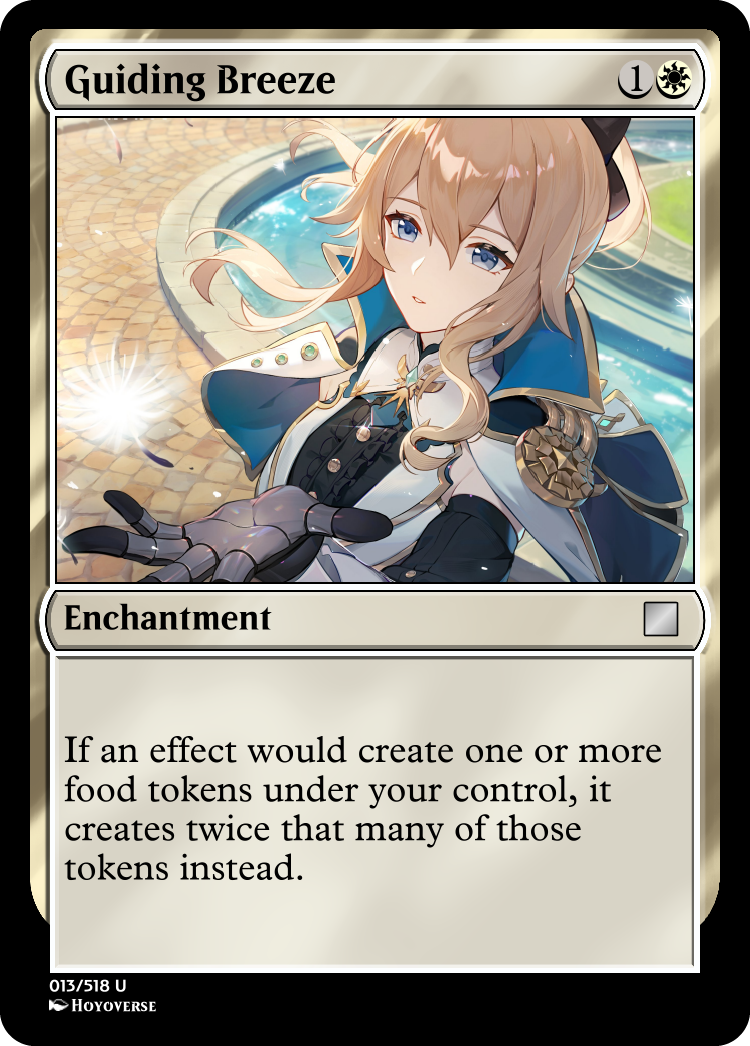 Guiding Breeze 1
Enchantment
If an effect would create one or more
food tokens under your control, it
creates twice that many of those
tokens instead.
013/518 U
HOYOVERSE